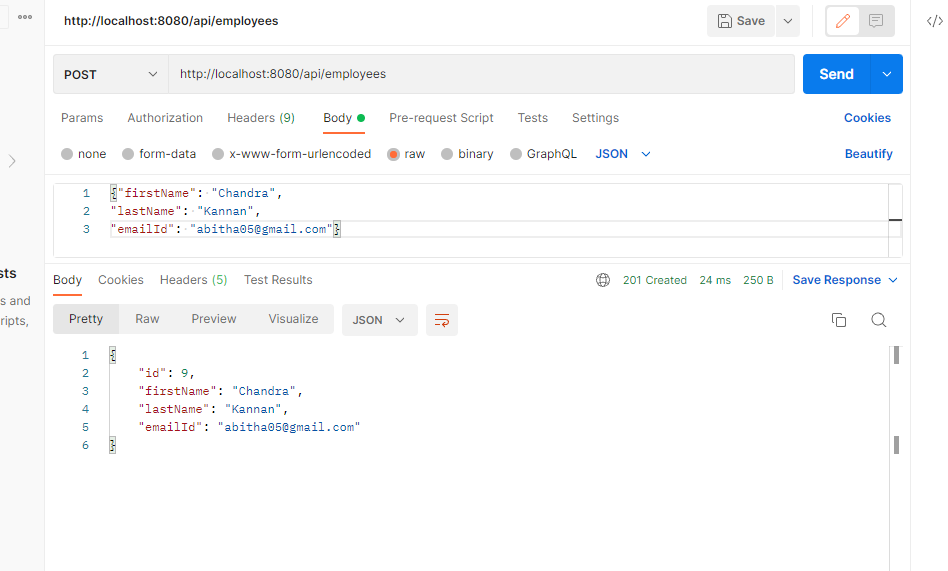 http://localhost:8080/api/employees
Save
</>
POST
http://localhost:8080/api/employees
Send
Params Authorization Headers (9) Body Pre-request Script Tests Settings Cookies
none form-data x-www-form-urlencoded raw binary GraphQL JSON Beautify
1 {"firstName": "Chandra",
2 "lastName": "Kannan",
3 "emailId": "abitha05@gmail.com"}
sts
s and
ripts,
Body Cookies Headers (5) Test Results 201 Created 24 ms 250 B Save Response
Pretty Raw Preview Visualize JSON
1 {
2 "id": 9,
3 "firstName": "Chandra",
4 "lastName": "Kannan",
5 "emailId": "abitha05@gmail.com"
6 }